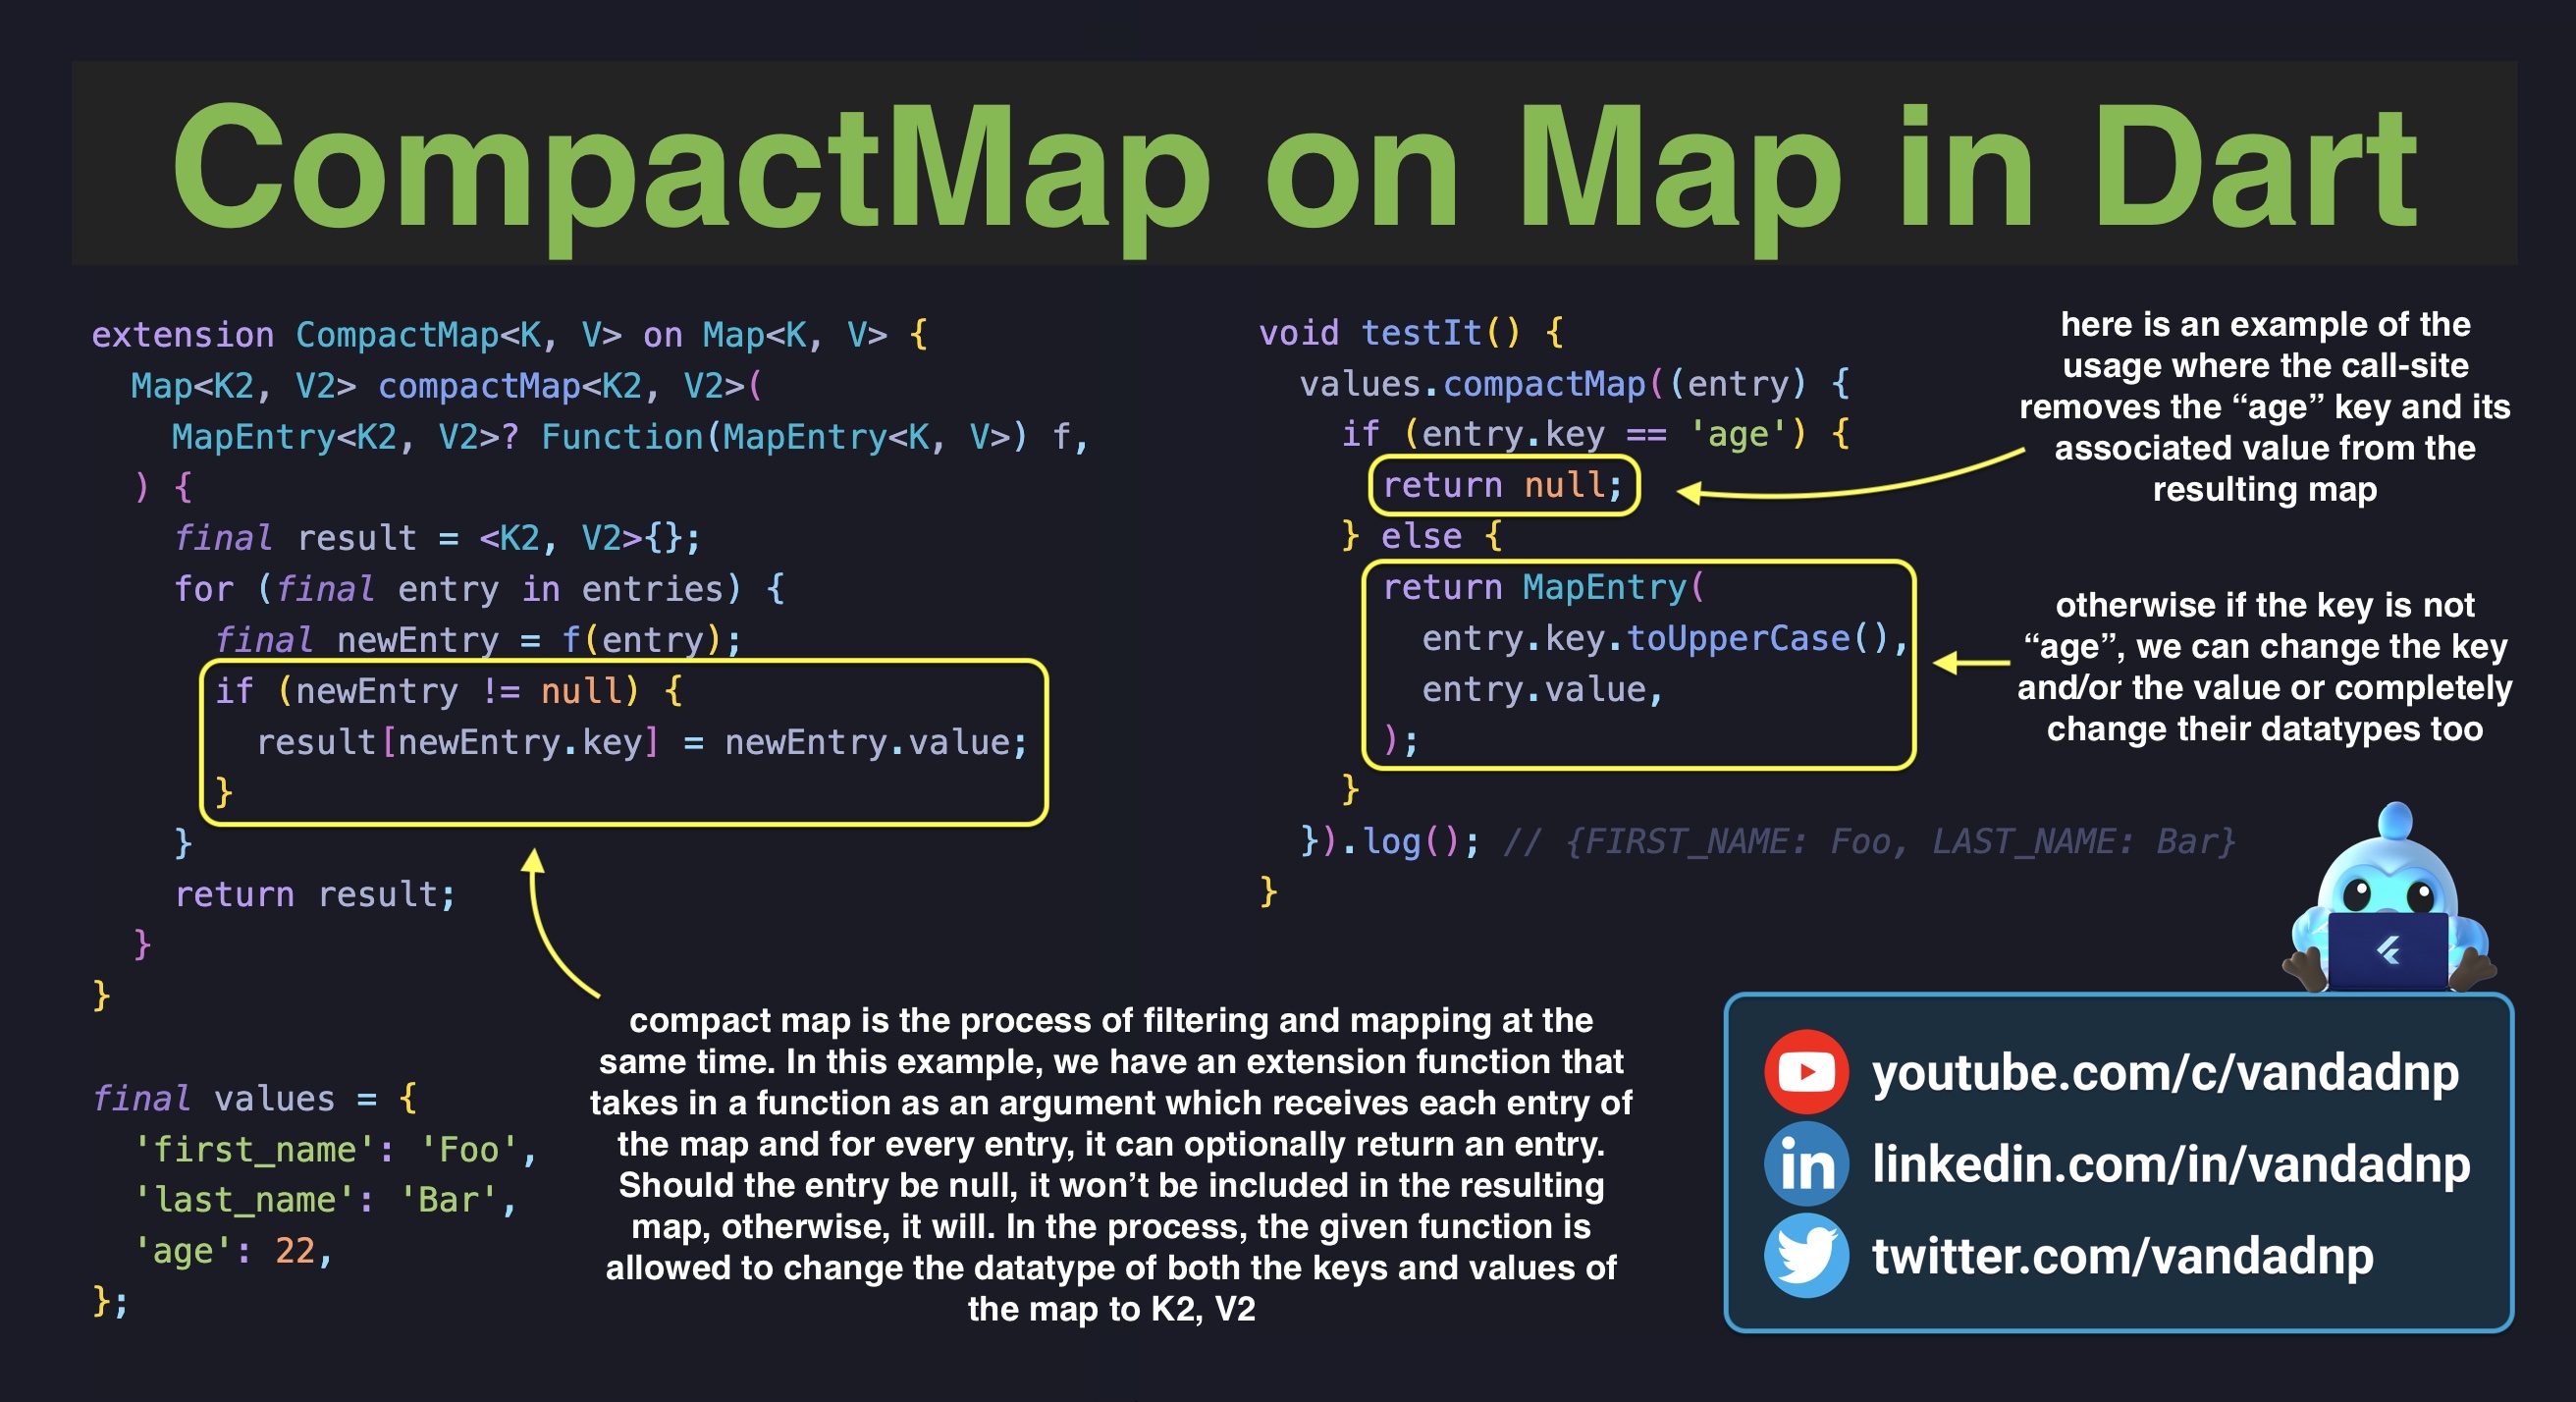 CompactMap on Map in Dart
extension CompactMap<K, V> on Map<K, V> {
  Map<K2, V2> compactMap<K2, V2>(
    MapEntry<K2, V2>? Function(MapEntry<K, V>) f,
  ) {
    final result = <K2, V2>{};
    for (final entry in entries) {
      final newEntry = f(entry);
      if (newEntry != null) {
        result[newEntry.key] = newEntry.value;
      }
    }
    return result;
  }
}
final values = {
  'first_name': 'Foo',
  'last_name': 'Bar',
  'age': 22,
};
compact map is the process of filtering and mapping at the
same time. In this example, we have an extension function that
takes in a function as an argument which receives each entry of
the map and for every entry, it can optionally return an entry.
Should the entry be null, it won’t be included in the resulting
map, otherwise, it will. In the process, the given function is
allowed to change the datatype of both the keys and values of
the map to K2, V2
void testIt() {
  values.compactMap((entry) {
    if (entry.key == 'age') {
      return null;
    } else {
      return MapEntry(
        entry.key.toUpperCase(),
        entry.value,
      );
    }
  }).log(); // {FIRST_NAME: Foo, LAST_NAME: Bar}
}
here is an example of the
usage where the call-site
removes the “age” key and its
associated value from the
resulting map
otherwise if the key is not
“age”, we can change the key
and/or the value or completely
change their datatypes too
youtube.com/c/vandadnp
in linkedin.com/in/vandadnp
twitter.com/vandadnp